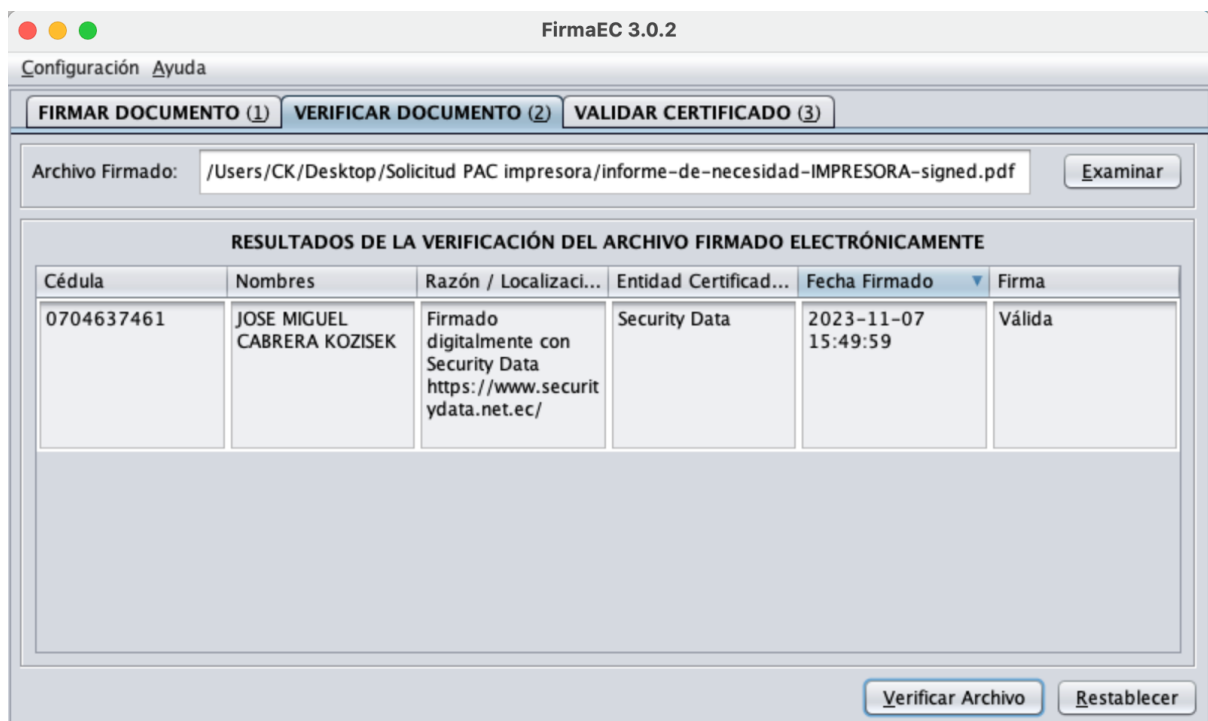 FirmaEC 3.0.2
Configuración Ayuda
FIRMAR DOCUMENTO (1) VERIFICAR DOCUMENTO (2) VALIDAR CERTIFICADO (3)
Archivo Firmado: /Users/CK/Desktop/Solicitud PAC impresora/informe-de-necesidad-IMPRESORA-signed.pdf Examinar
RESULTADOS DE LA VERIFICACIÓN DEL ARCHIVO FIRMADO ELECTRÓNICAMENTE
Cédula Nombres Razón / Localizaci... Entidad Certificad... Fecha Firmado Firma
0704637461 JOSE MIGUEL Firmado Security Data 2023-11-07 Válida
CABRERA KOZISEK digitalmente con 15:49:59
Security Data
https://www.securit
ydata.net.ec/
Verificar Archivo Restablecer